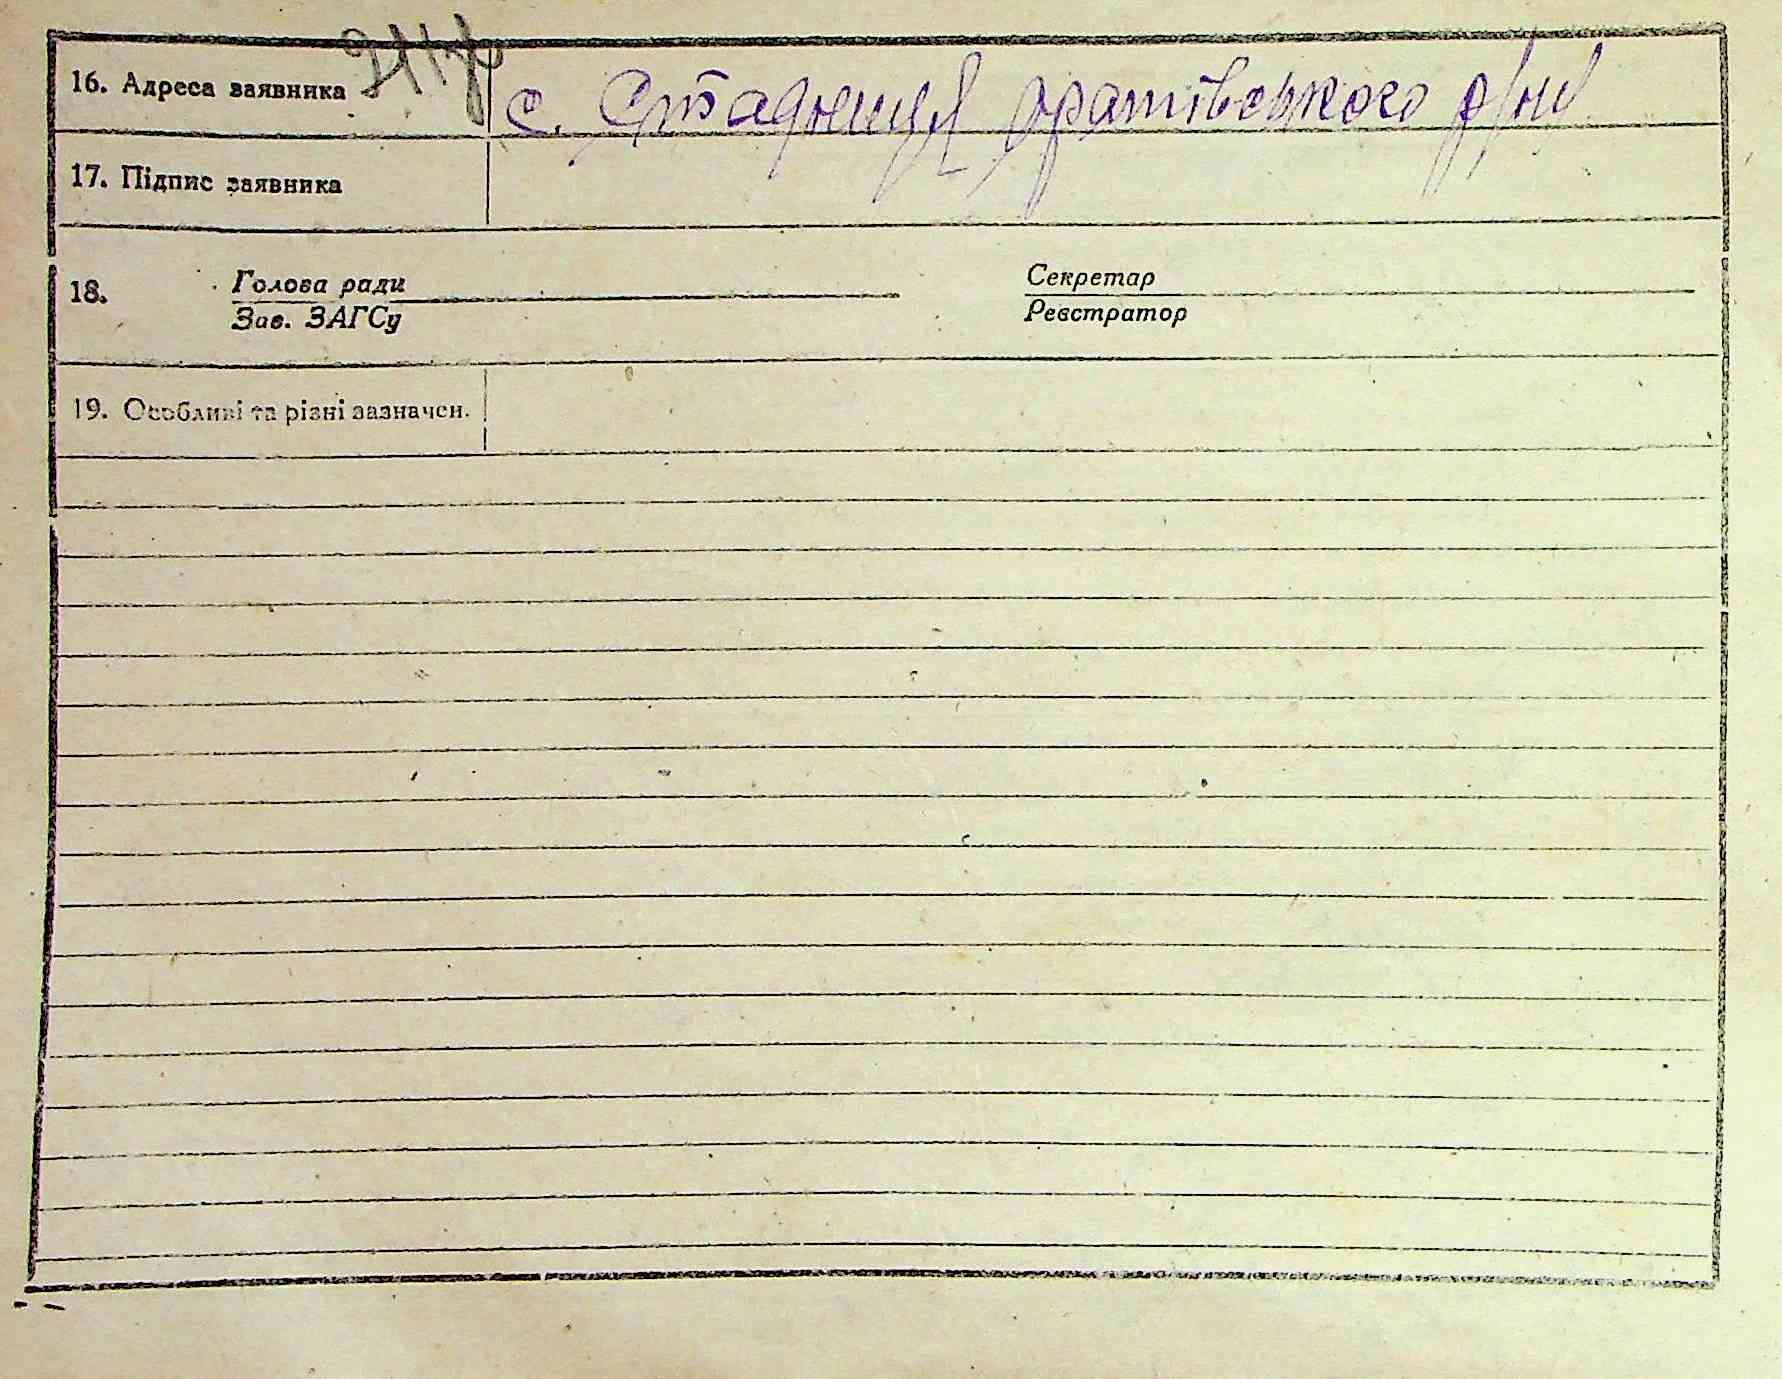 16. Адреса заявника с. Стадниця Оратівського р/ну
17. Підпис заявника
18. Голова ради Секретар
Зав. ЗАГСу Реєстратор
19. Особливі та різні зазначен.